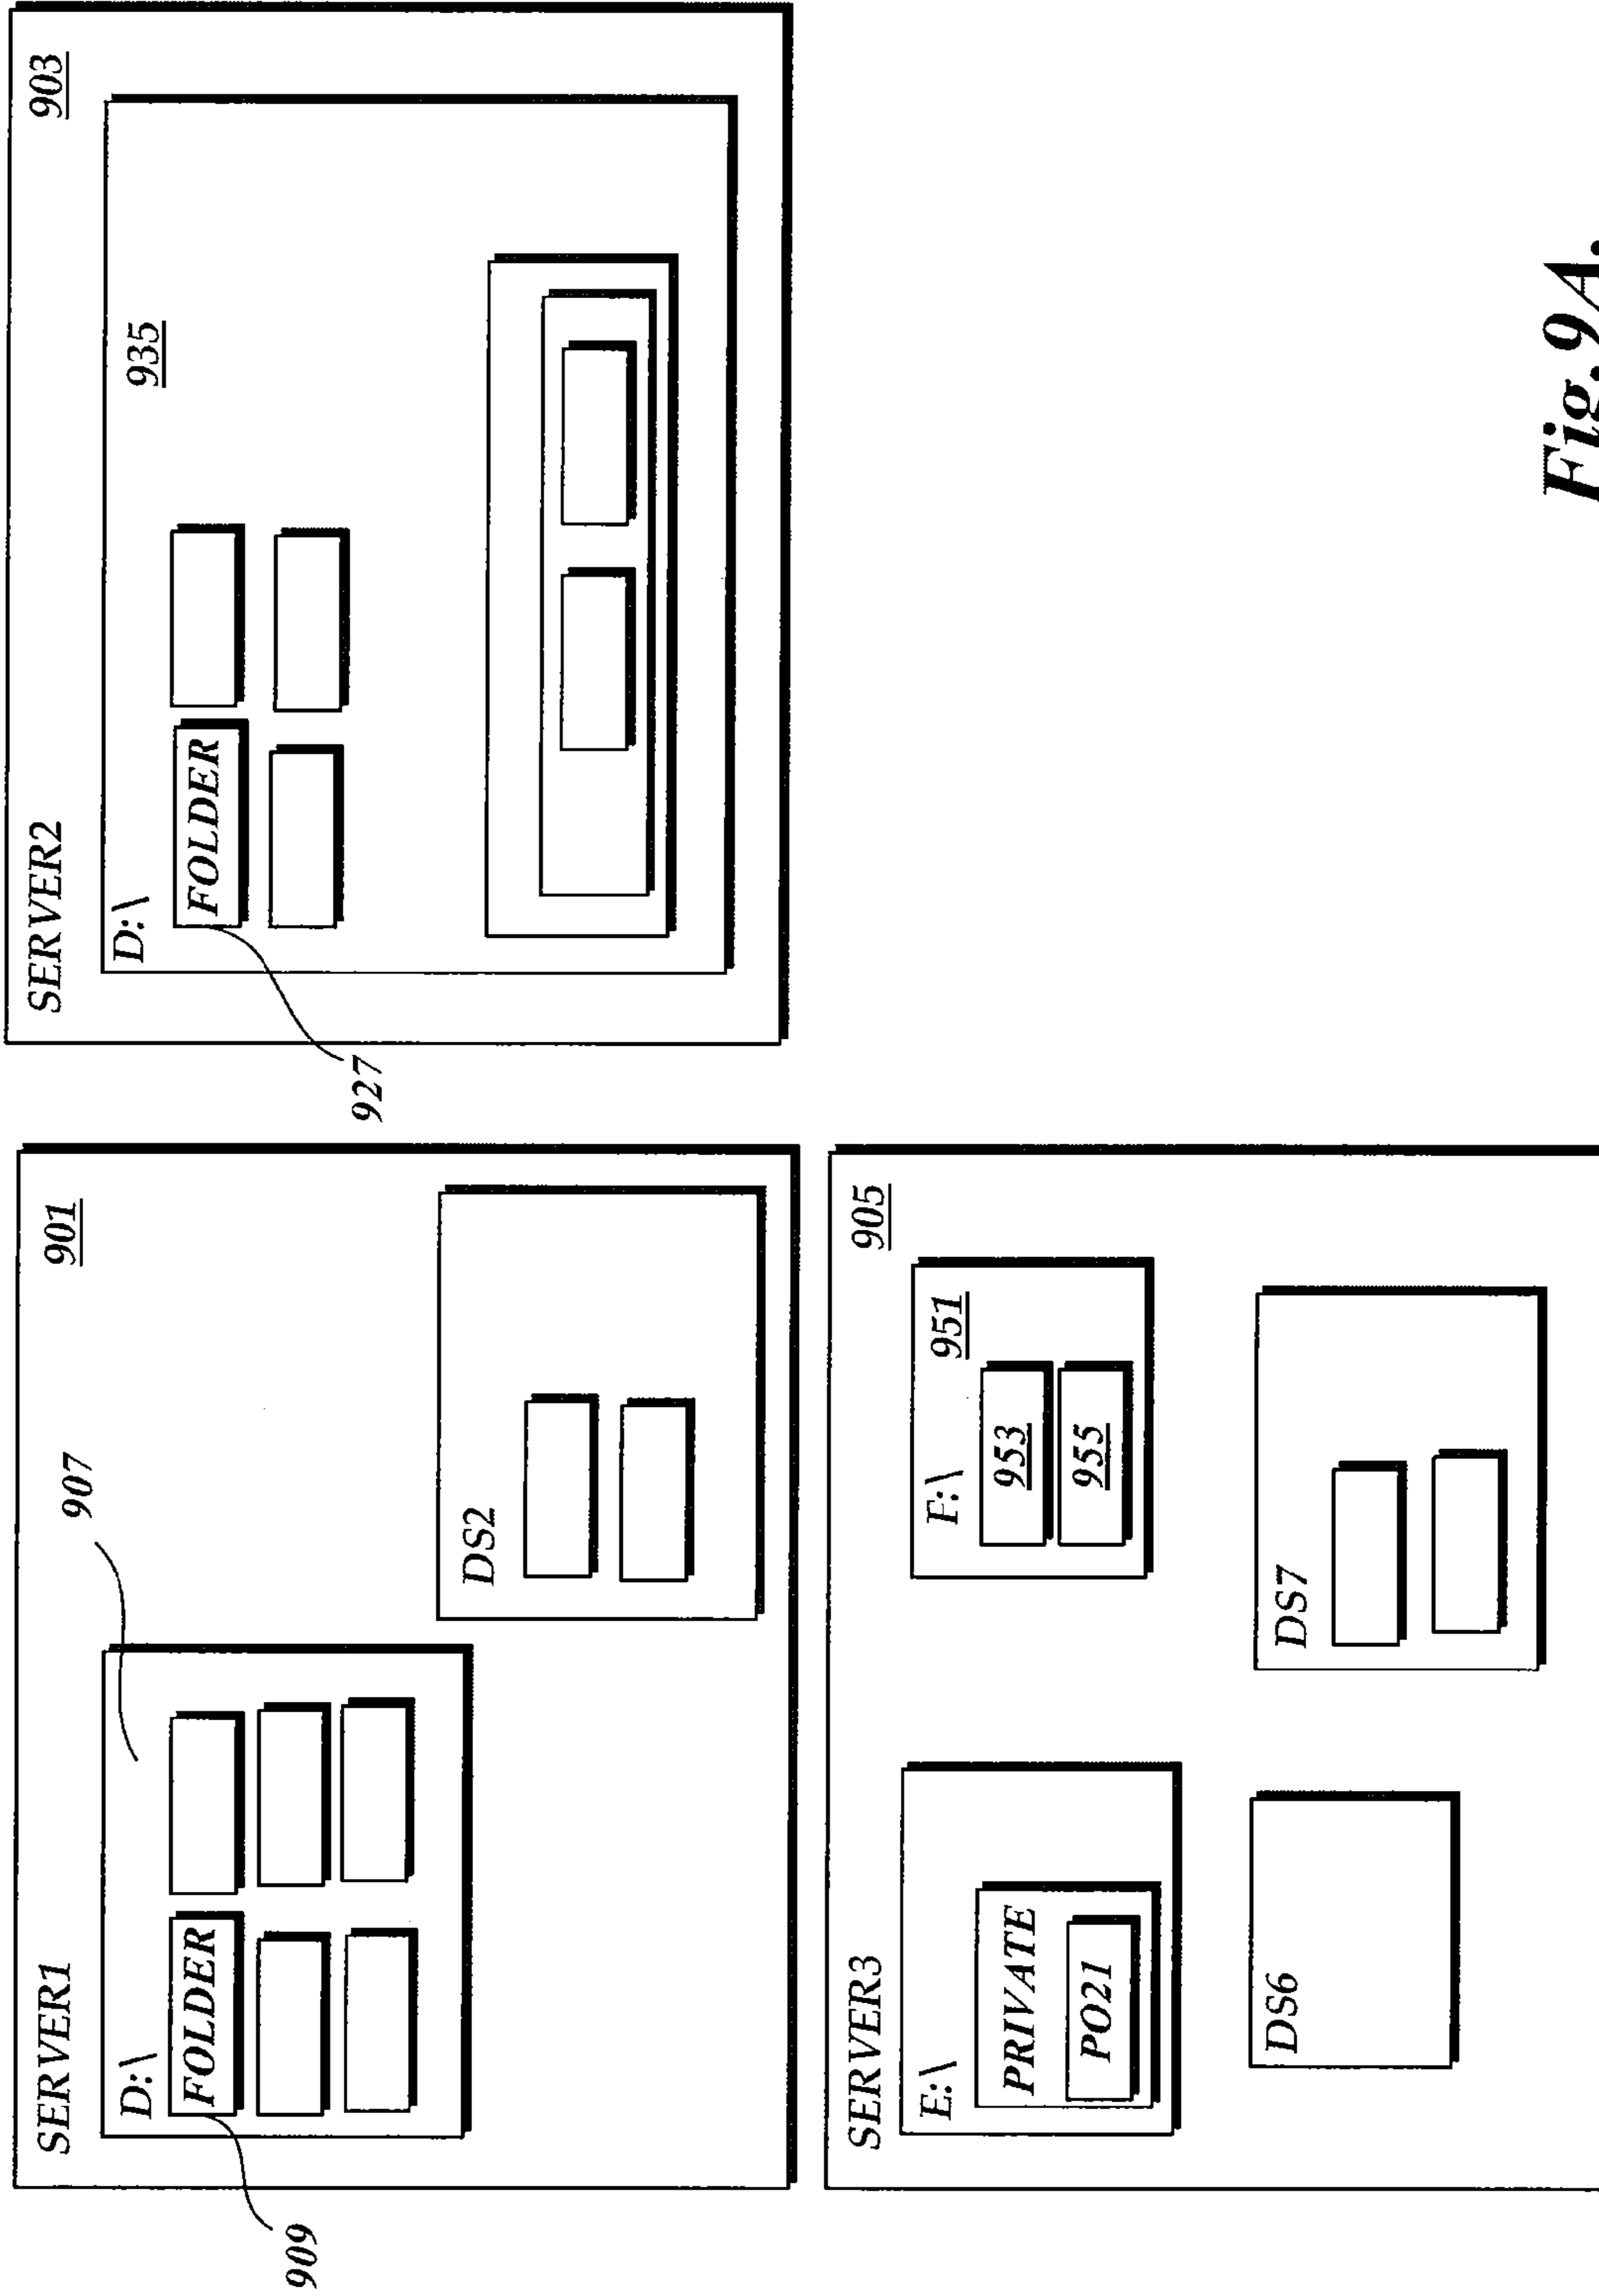 SERVER1
901
907
D:\
FOLDER
909
DS2
SERVER2
903
D:\
935
FOLDER
927
SERVER3
905
E:\
PRIVATE
PO21
F:\
951
953
955
DS6
DS7
Fig.9A.